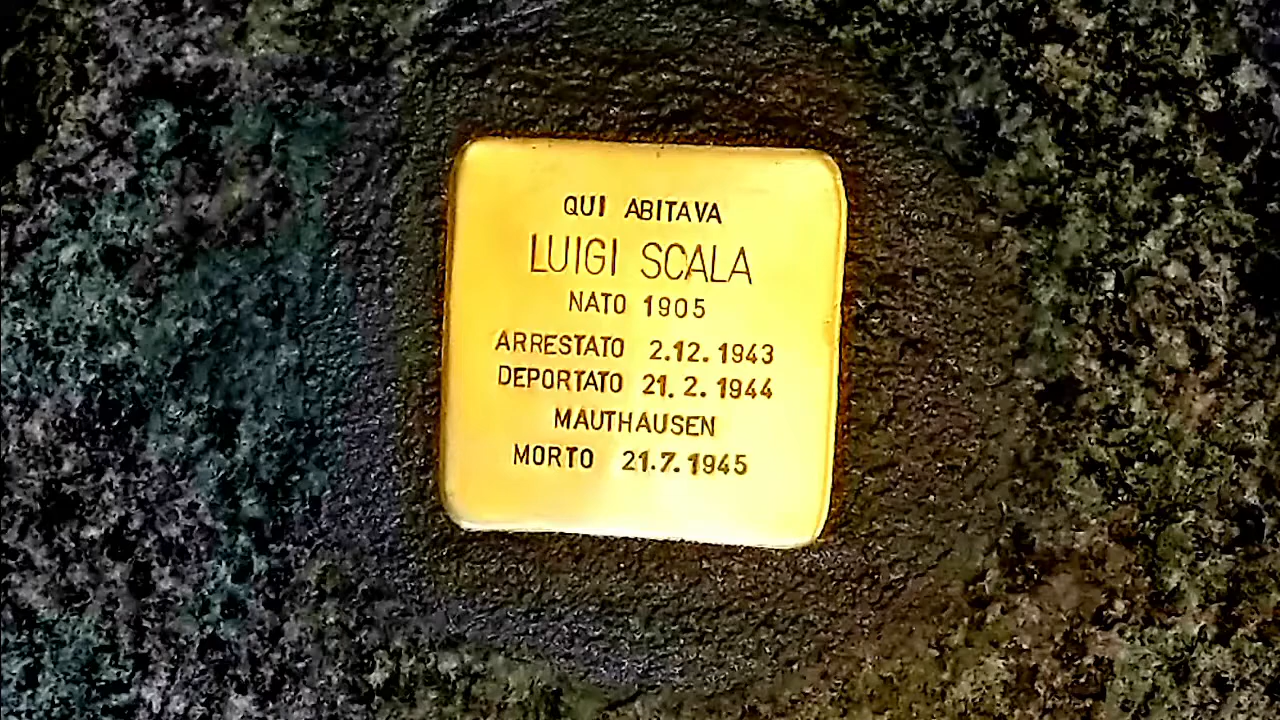 QUI ABITAVA
LUIGI SCALA
NATO 1905
ARRESTATO 2.12.1943
DEPORTATO 21.2.1944
MAUTHAUSEN
MORTO 21.7.1945